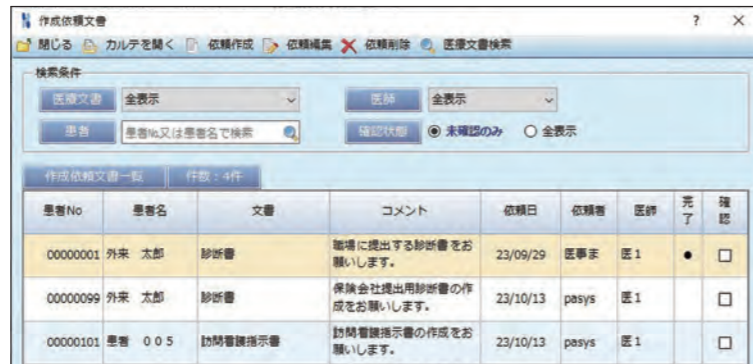 作成依頼文書
? ×
閉じる カルテを開く 依頼作成 依頼編集 依頼削除 医療文書検索
検索条件
医療文書 全表示 医師 全表示
患者 患者No又は患者名で検索 確認状態 未確認のみ 全表示
作成依頼文書一覧 件数:4件
患者No 患者名 文書 コメント 依頼日 依頼者 医師 完了 確認
00000001 外来 太郎 診断書 職場に提出する診断書をお願いします。 23/09/29 医事ま 医1 ●
00000099 外来 太郎 診断書 保険会社提出用診断書の作成をお願いします。 23/10/13 pasys 医1
00000101 患者 005 訪問看護指示書 訪問看護指示書の作成をお願いします。 23/10/13 pasys 医1